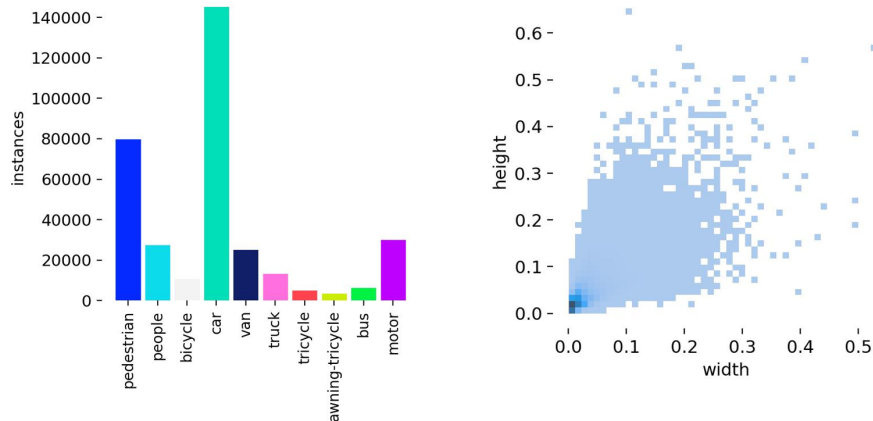 140000
120000
100000
80000
60000
40000
20000
0
instances
pedestrian
people
bicycle
car
van
truck
tricycle
awning-tricycle
bus
motor
0.6
0.5
0.4
0.3
0.2
0.1
0.0
height
0.0 0.1 0.2 0.3 0.4 0.5
width